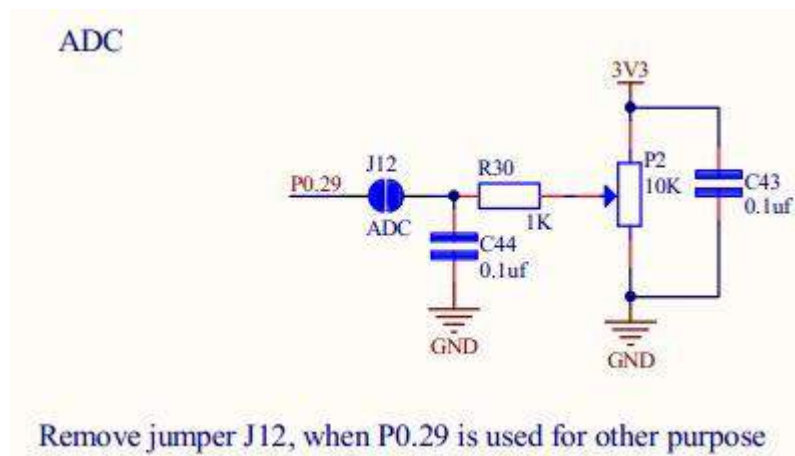 ADC
3V3
J12
R30
P2
P0.29
10K
C43
ADC
1K
0.1uf
C44
0.1uf
GND
GND
Remove jumper J12, when P0.29 is used for other purpose